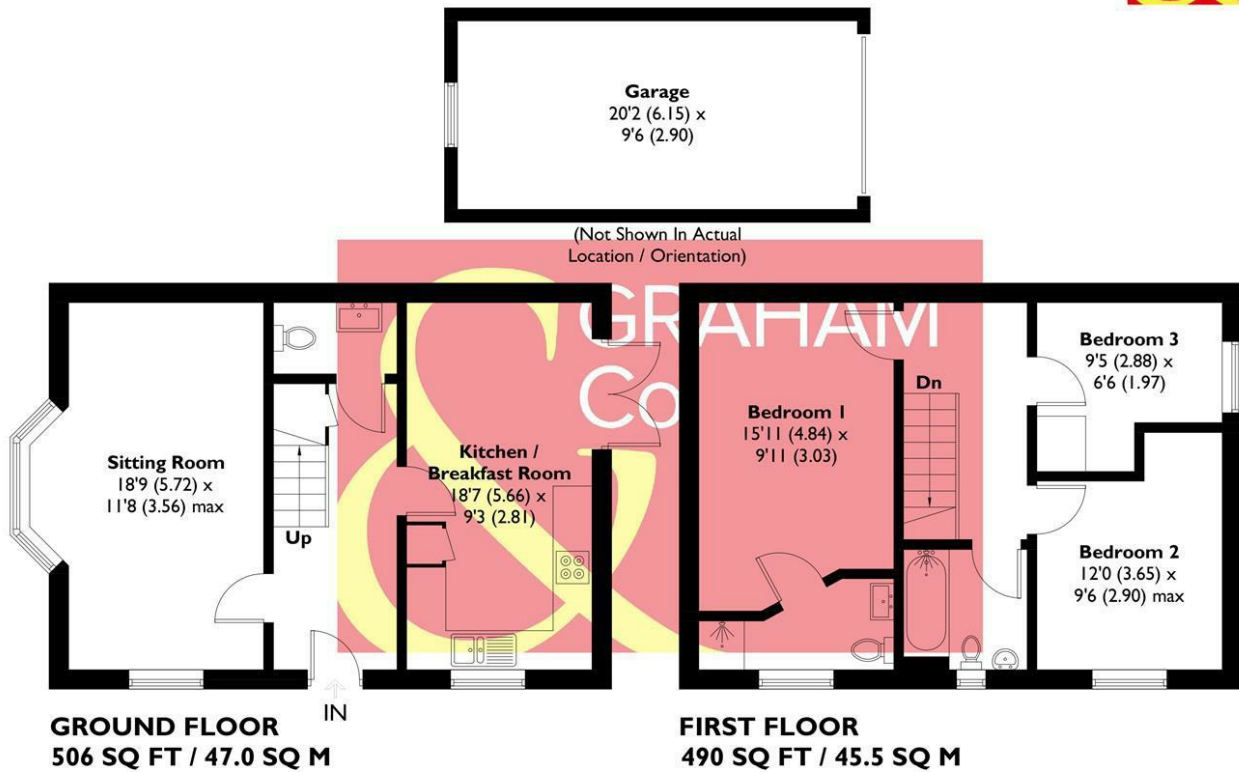 Garage
20'2 (6.15) x
9'6 (2.90)
(Not Shown In Actual
Location / Orientation)
&
GRAHAM
Co
Sitting Room
18'9 (5.72) x
11'8 (3.56) max
Up
Kitchen /
Breakfast Room
18'7 (5.66) x
9'3 (2.81)
IN
Bedroom 1
15'11 (4.84) x
9'11 (3.03)
Dn
Bedroom 3
9'5 (2.88) x
6'6 (1.97)
Bedroom 2
12'0 (3.65) x
9'6 (2.90) max
GROUND FLOOR
506 SQ FT / 47.0 SQ M
FIRST FLOOR
490 SQ FT / 45.5 SQ M